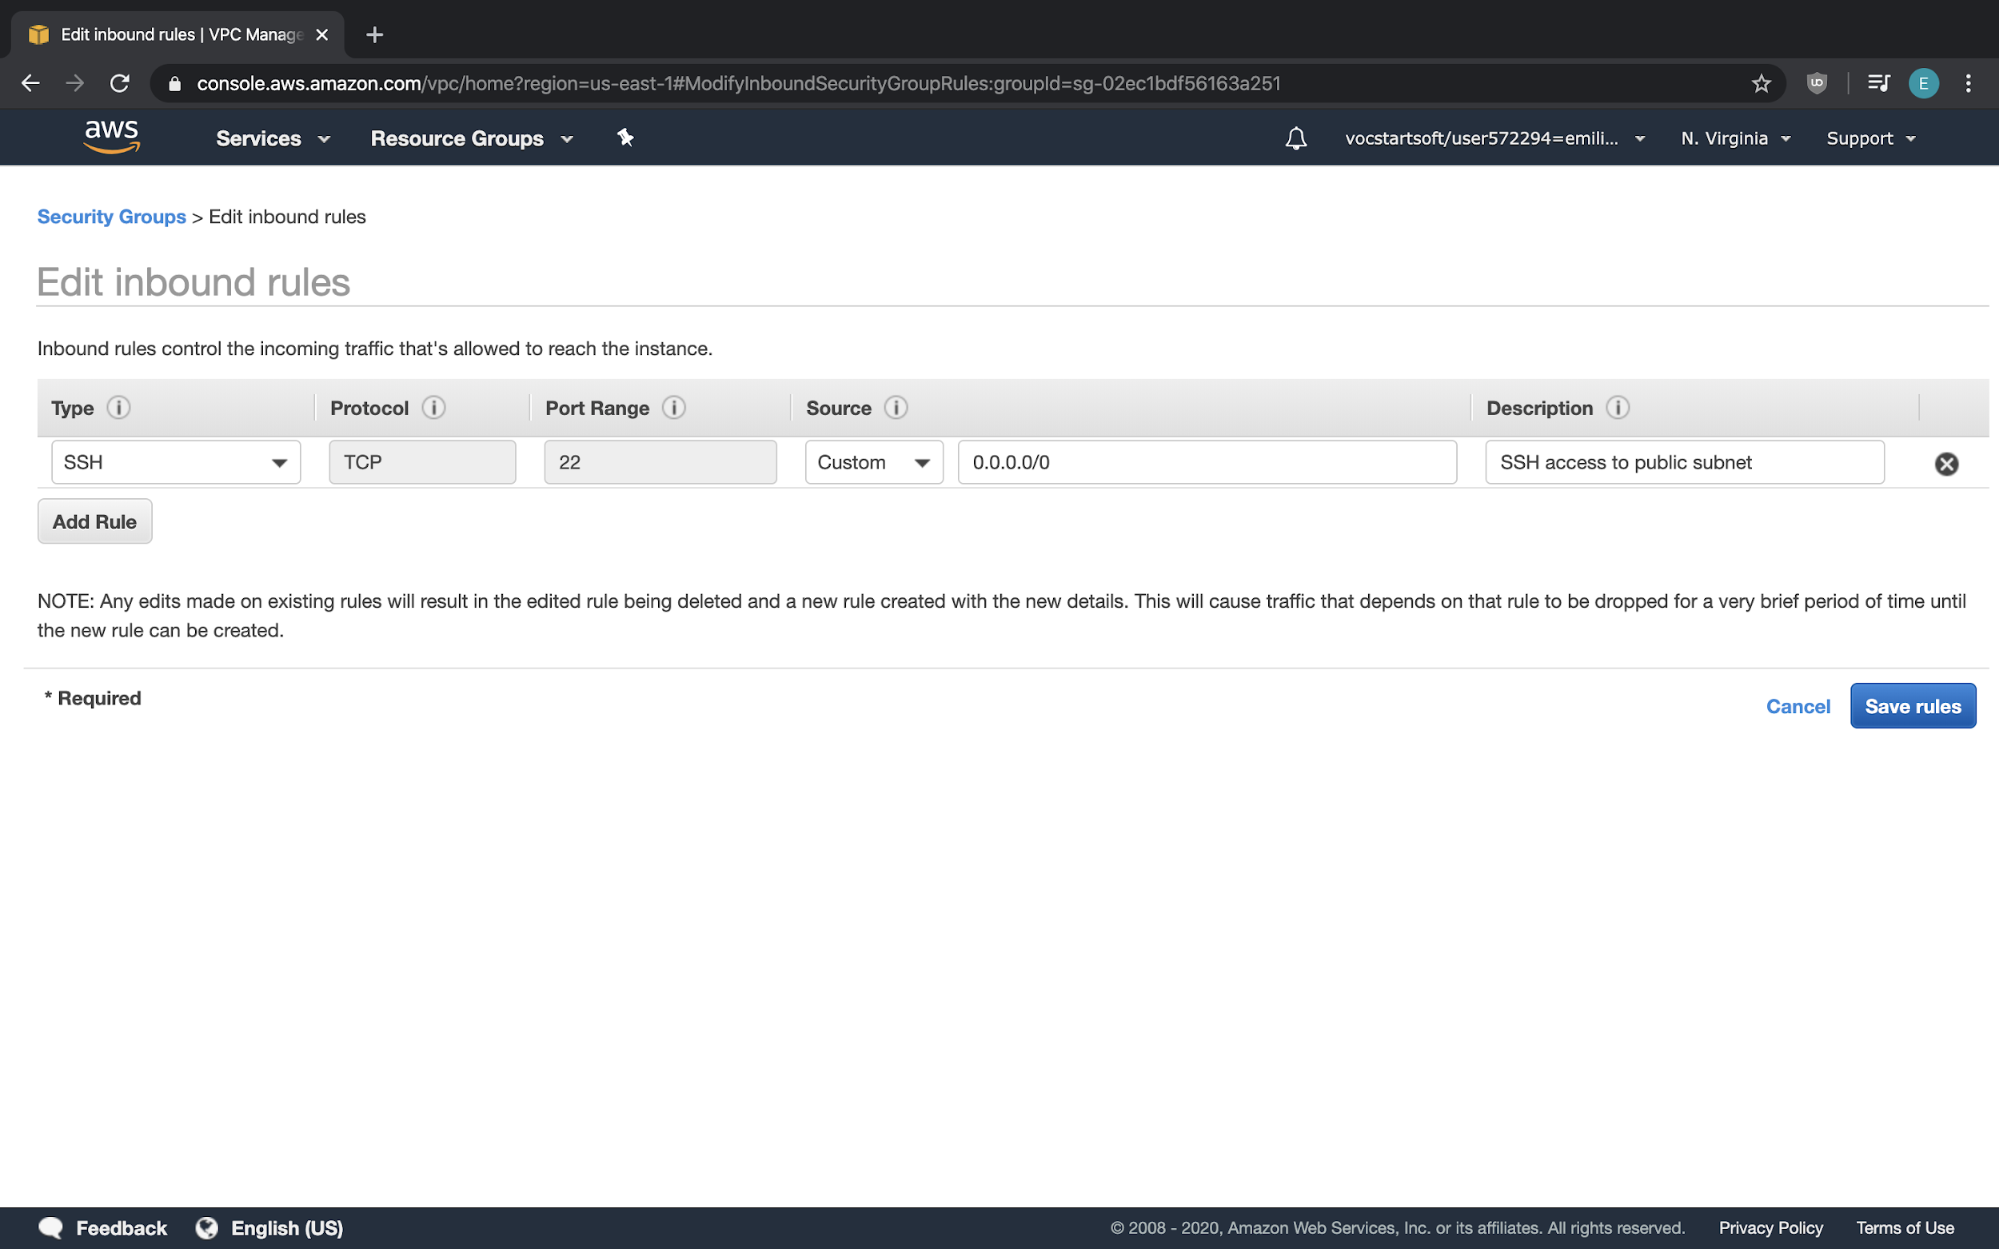 Edit inbound rules | VPC Manage
console.aws.amazon.com/vpc/home?region=us-east-1#ModifyInboundSecurityGroupRules:groupId=sg-02ec1bdf56163a251
E
aws Services Resource Groups vocstartsoft/user572294=emili... N. Virginia Support
Security Groups > Edit inbound rules
Edit inbound rules
Inbound rules control the incoming traffic that's allowed to reach the instance.
Type Protocol Port Range Source Description
SSH TCP 22 Custom 0.0.0.0/0 SSH access to public subnet
Add Rule
NOTE: Any edits made on existing rules will result in the edited rule being deleted and a new rule created with the new details. This will cause traffic that depends on that rule to be dropped for a very brief period of time until
the new rule can be created.
* Required
Cancel Save rules
Feedback English (US) © 2008 - 2020, Amazon Web Services, Inc. or its affiliates. All rights reserved. Privacy Policy Terms of Use